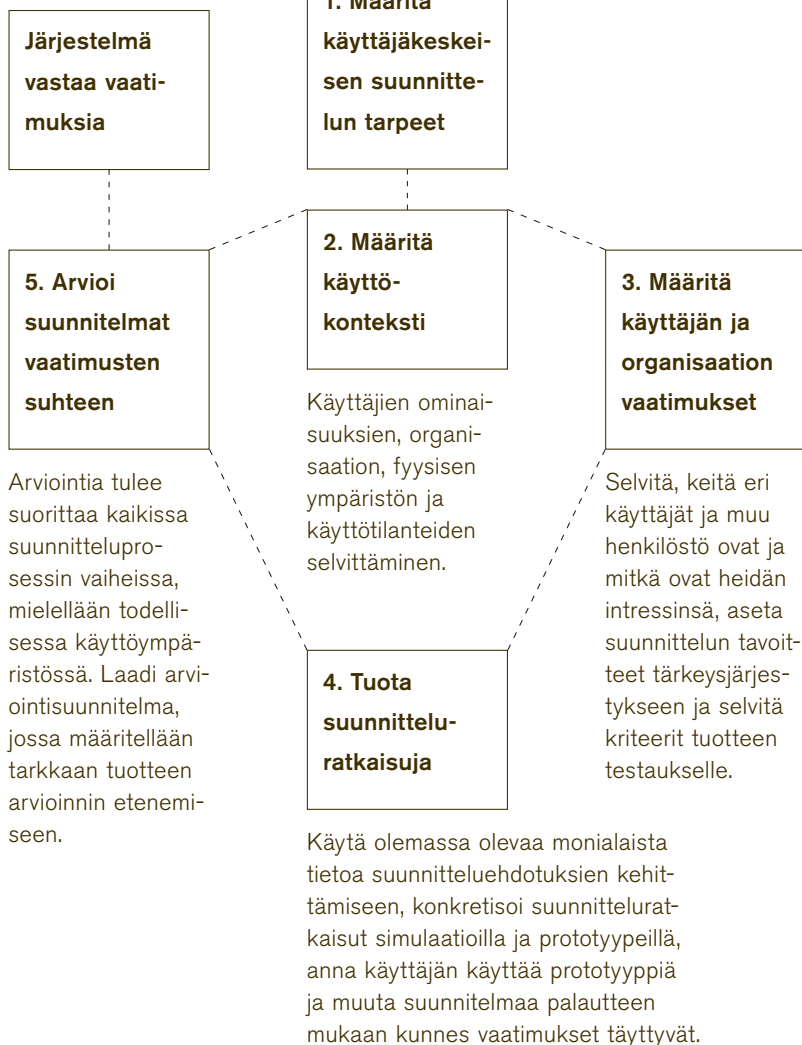 Järjestelmä
vastaa vaati-
muksia
1. Määritä
käyttäjäkeskei-
sen suunnitte-
lun tarpeet
2. Määritä
käyttö-
konteksti
Käyttäjien ominai-
suuksien, organi-
saation, fyysisen
ympäristön ja
käyttötilanteiden
selvittäminen.
3. Määritä
käyttäjän ja
organisaation
vaatimukset
Selvitä, keitä eri
käyttäjät ja muu
henkilöstö ovat ja
mitkä ovat heidän
intressinsä, aseta
suunnittelun tavoit-
teet tärkeysjärjes-
tykseen ja selvitä
kriteerit tuotteen
testaukselle.
4. Tuota
suunnittelu-
ratkaisuja
Käytä olemassa olevaa monialaista
tietoa suunnitteluehdotuksien kehit-
tämiseen, konkretisoi suunnittelurat-
kaisut simulaatioilla ja prototyypeillä,
anna käyttäjän käyttää prototyyppiä
ja muuta suunnitelmaa palautteen
mukaan kunnes vaatimukset täyttyvät.
5. Arvioi
suunnitelmat
vaatimusten
suhteen
Arviointia tulee
suorittaa kaikissa
suunnittelupro-
sessin vaiheissa,
mielellään todelli-
sessa käyttöympä-
ristössä. Laadi arvi-
ointisuunnitelma,
jossa määritellään
tarkkaan tuotteen
arvioinnin etenemi-
seen.